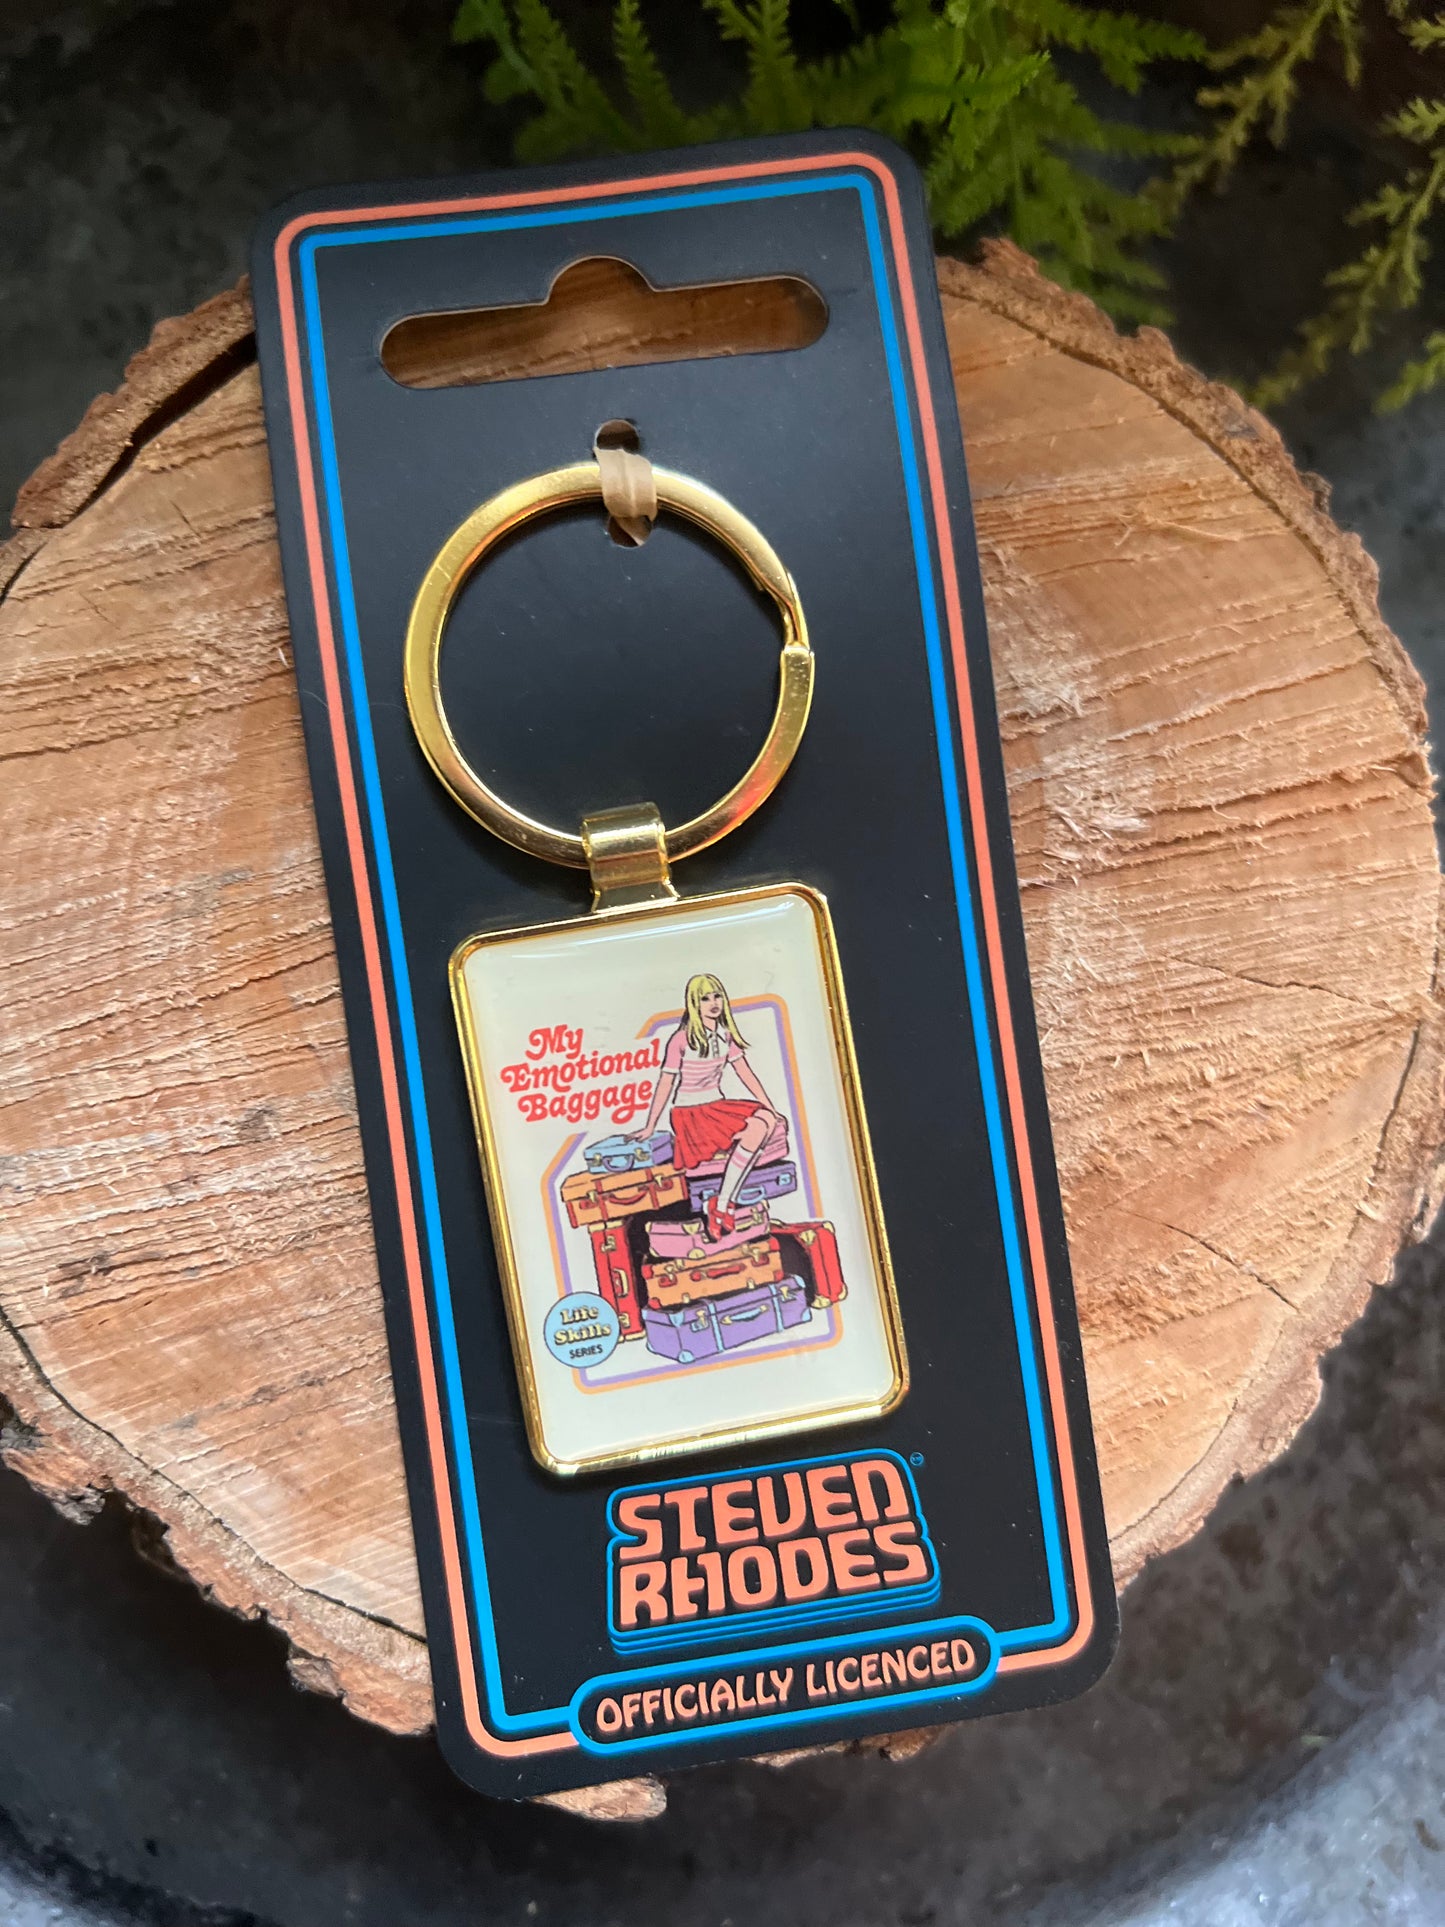 My
Emotional
Baggage
Life
Skills
SERIES
STEVEN
RHODES
OFFICIALLY LICENCED